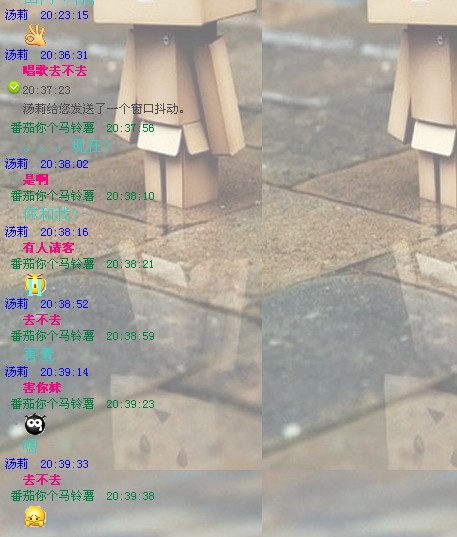 汤莉 20:23:15
汤莉 20:36:31
唱歌去不去
20:37:23
汤莉给您发送了一个窗口抖动。
番茄你个马铃薯 20:37:56
。。。现在?
汤莉 20:38:02
是啊
番茄你个马铃薯 20:38:10
你和我?
汤莉 20:38:16
有人请客
番茄你个马铃薯 20:38:21
汤莉 20:38:52
去不去
番茄你个马铃薯 20:38:59
汤莉 20:39:14
害你妹
番茄你个马铃薯 20:39:23
汤莉 20:39:33
去不去
番茄你个马铃薯 20:39:38